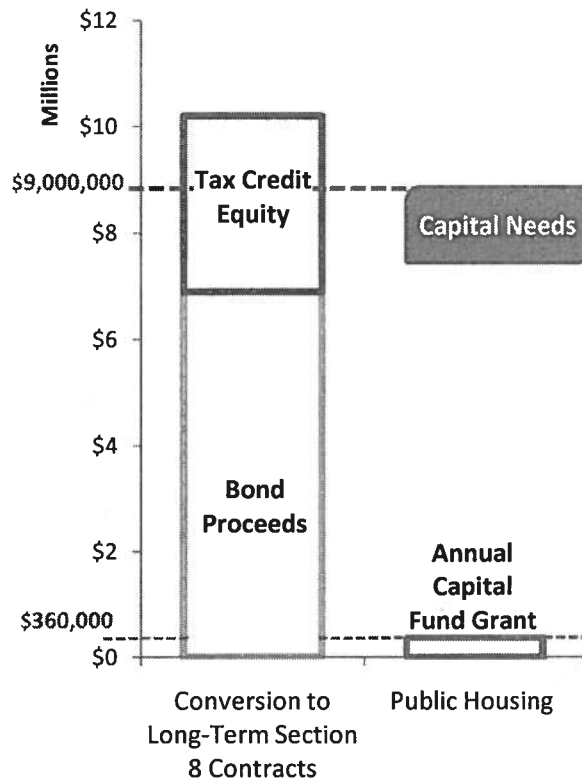 $12
Millions
$10
$9,000,000
Tax Credit
Equity
Capital Needs
$8
$6
$4
Bond
Proceeds
$2
Annual
Capital
Fund Grant
$360,000
$0
Conversion to
Long-Term Section
8 Contracts
Public Housing